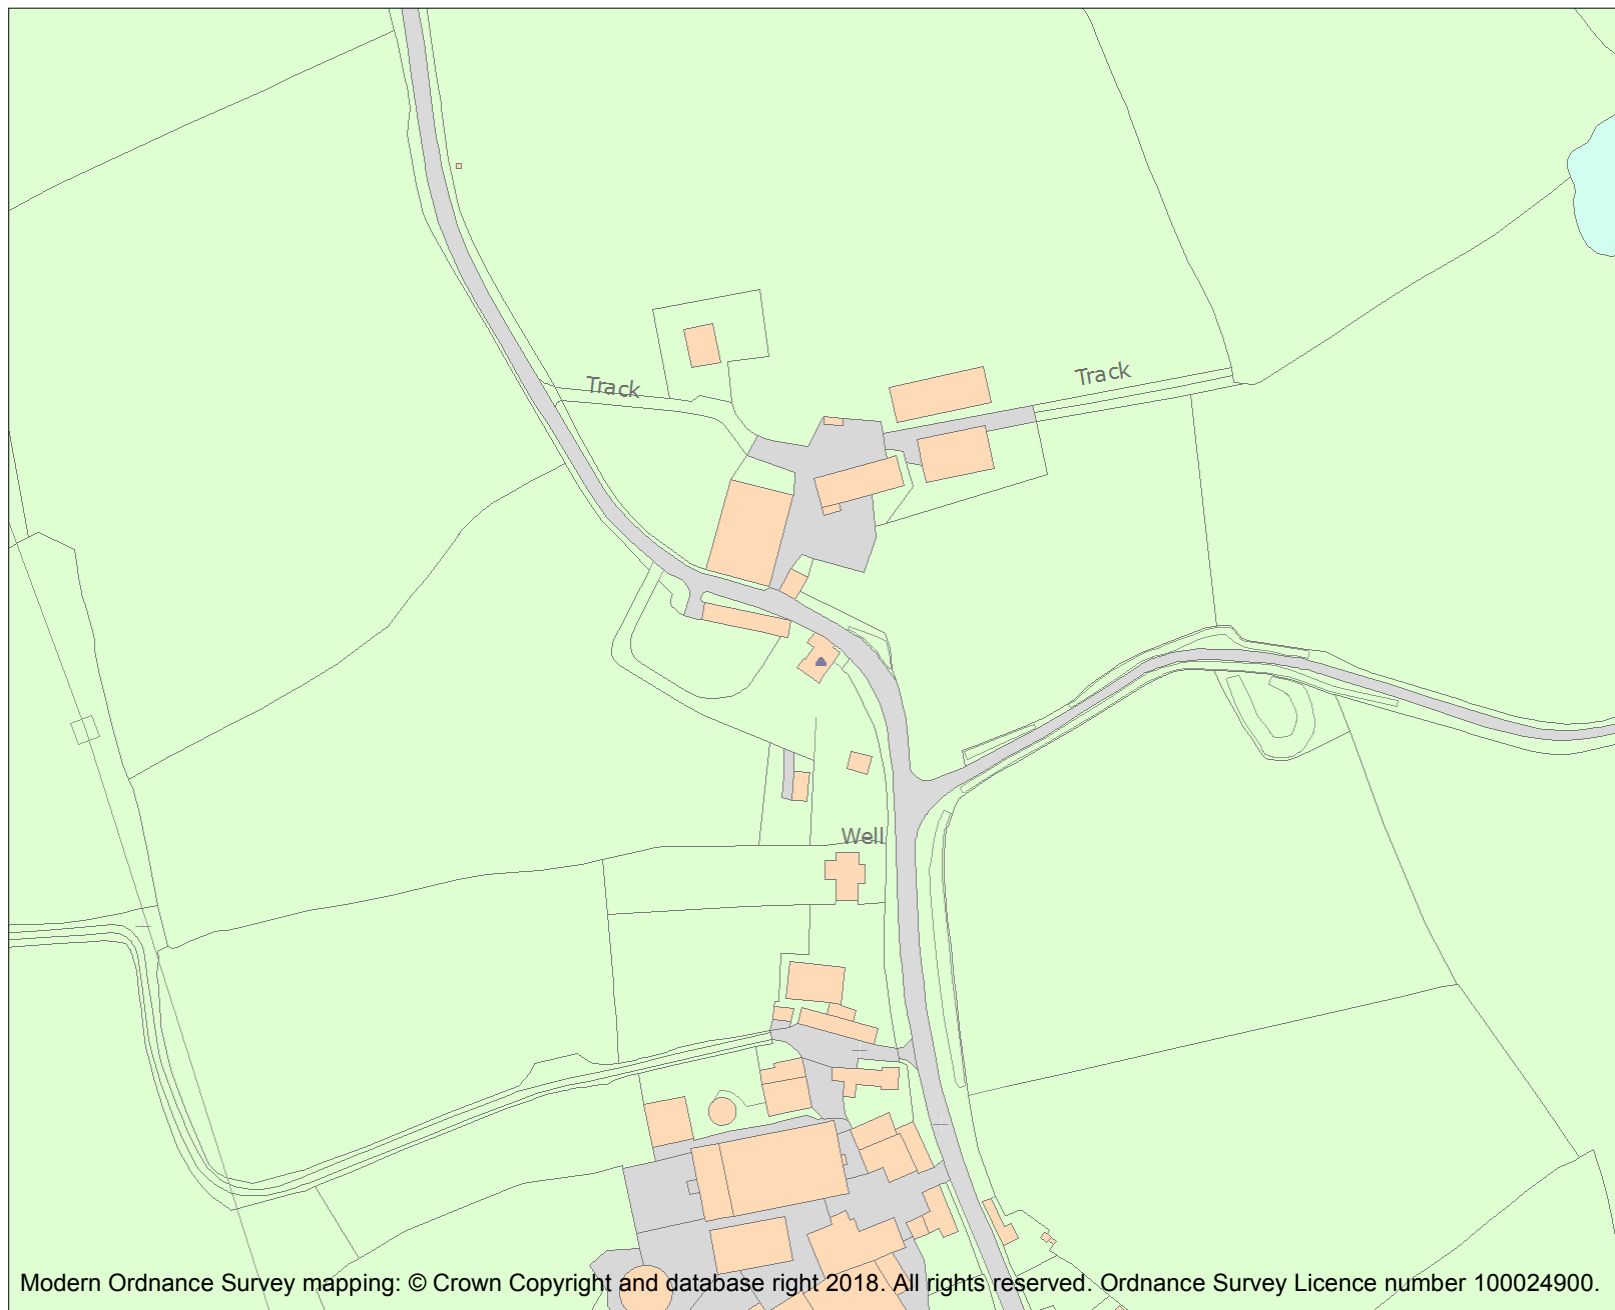 Track
Track
Well
Modern Ordnance Survey mapping: © Crown Copyright and database right 2018. All rights reserved. Ordnance Survey Licence number 100024900.